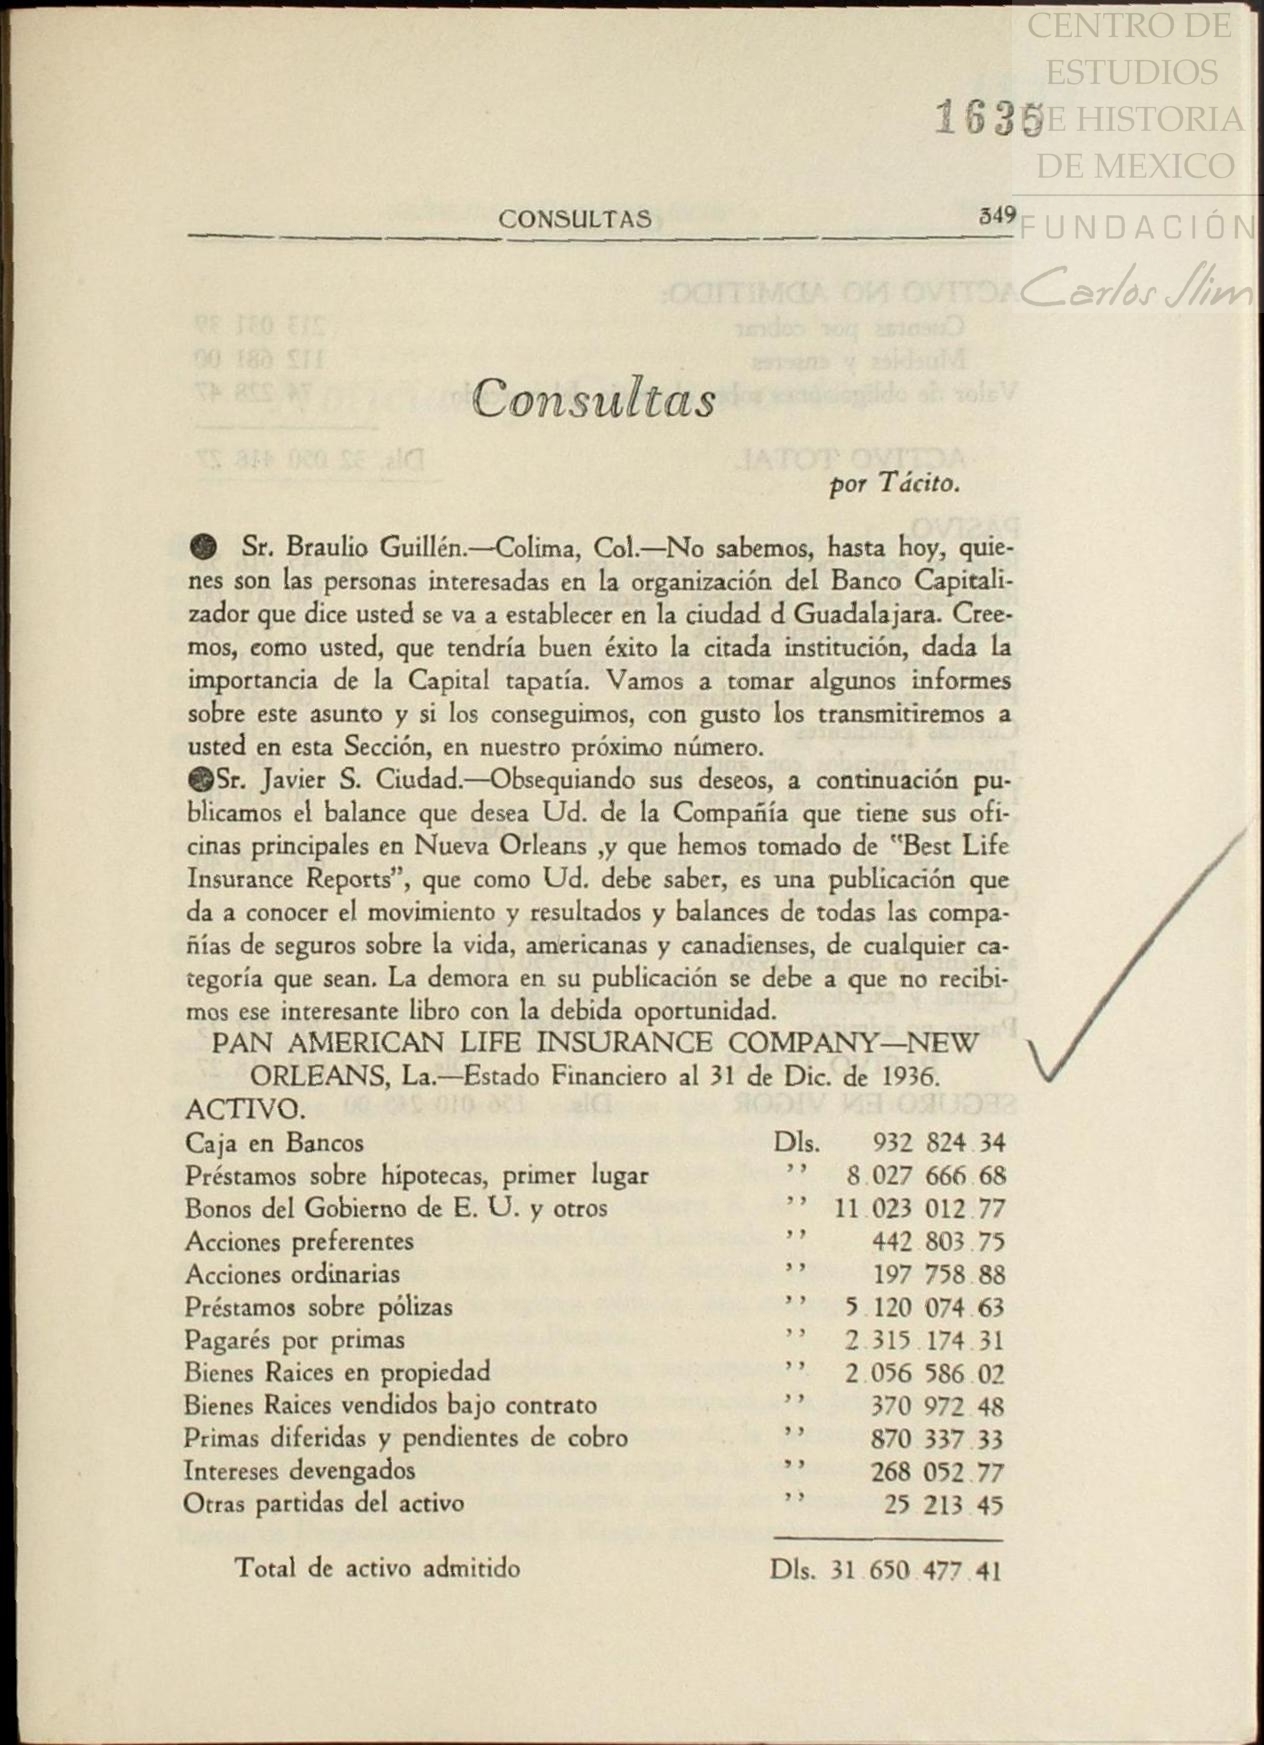 CENTRO DE
ESTUDIOS
DE HISTORIA
DE MEXICO
FUNDACIÓN
Carlos Slim
1635
CONSULTAS 349
Consultas
por Tácito.
● Sr. Braulio Guillén.—Colima, Col.—No sabemos, hasta hoy, quie-
nes son las personas interesadas en la organización del Banco Capitali-
zador que dice usted se va a establecer en la ciudad d Guadalajara. Cree-
mos, como usted, que tendría buen éxito la citada institución, dada la
importancia de la Capital tapatía. Vamos a tomar algunos informes
sobre este asunto y si los conseguimos, con gusto los transmitiremos a
usted en esta Sección, en nuestro próximo número.
●Sr. Javier S. Ciudad.—Obsequiando sus deseos, a continuación pu-
blicamos el balance que desea Ud. de la Compañía que tiene sus ofi-
cinas principales en Nueva Orleans ,y que hemos tomado de "Best Life
Insurance Reports", que como Ud. debe saber, es una publicación que
da a conocer el movimiento y resultados y balances de todas las compa-
ñías de seguros sobre la vida, americanas y canadienses, de cualquier ca-
tegoría que sean. La demora en su publicación se debe a que no recibi-
mos ese interesante libro con la debida oportunidad.
PAN AMERICAN LIFE INSURANCE COMPANY—NEW
ORLEANS, La.—Estado Financiero al 31 de Dic. de 1936.
ACTIVO.
Caja en Bancos Dls. 932 824.34
Préstamos sobre hipotecas, primer lugar ’’ 8.027 666.68
Bonos del Gobierno de E. U. y otros ’’ 11.023 012.77
Acciones preferentes ’’ 442 803.75
Acciones ordinarias ’’ 197 758.88
Préstamos sobre pólizas ’’ 5.120 074.63
Pagarés por primas ’’ 2.315.174.31
Bienes Raices en propiedad ’’ 2.056 586.02
Bienes Raices vendidos bajo contrato ’’ 370 972.48
Primas diferidas y pendientes de cobro ’’ 870 337.33
Intereses devengados ’’ 268 052.77
Otras partidas del activo ’’ 25 213.45
Total de activo admitido Dls. 31.650.477.41